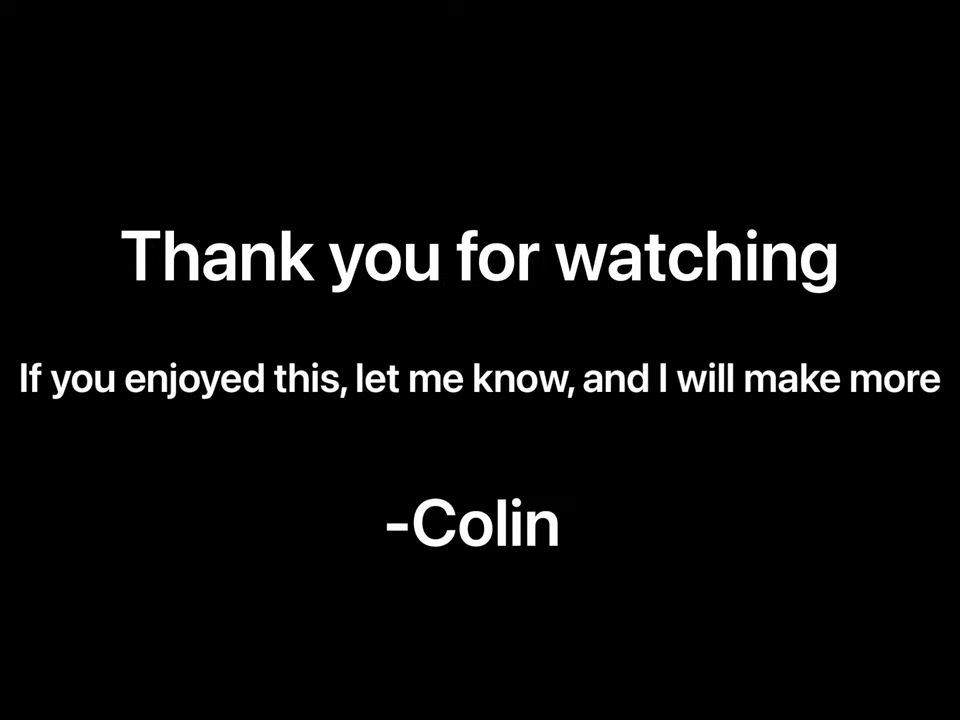 Thank you for watching
If you enjoyed this, let me know, and I will make more
-Colin